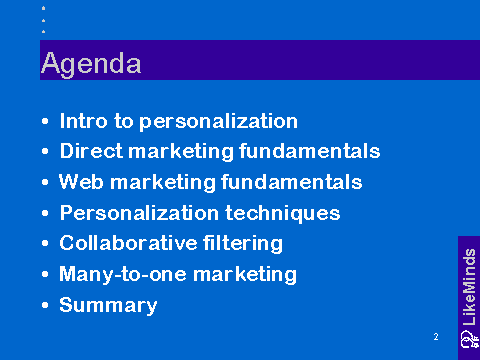 Agenda
• Intro to personalization
• Direct marketing fundamentals
• Web marketing fundamentals
• Personalization techniques
• Collaborative filtering
• Many-to-one marketing
• Summary
LikeMinds
2